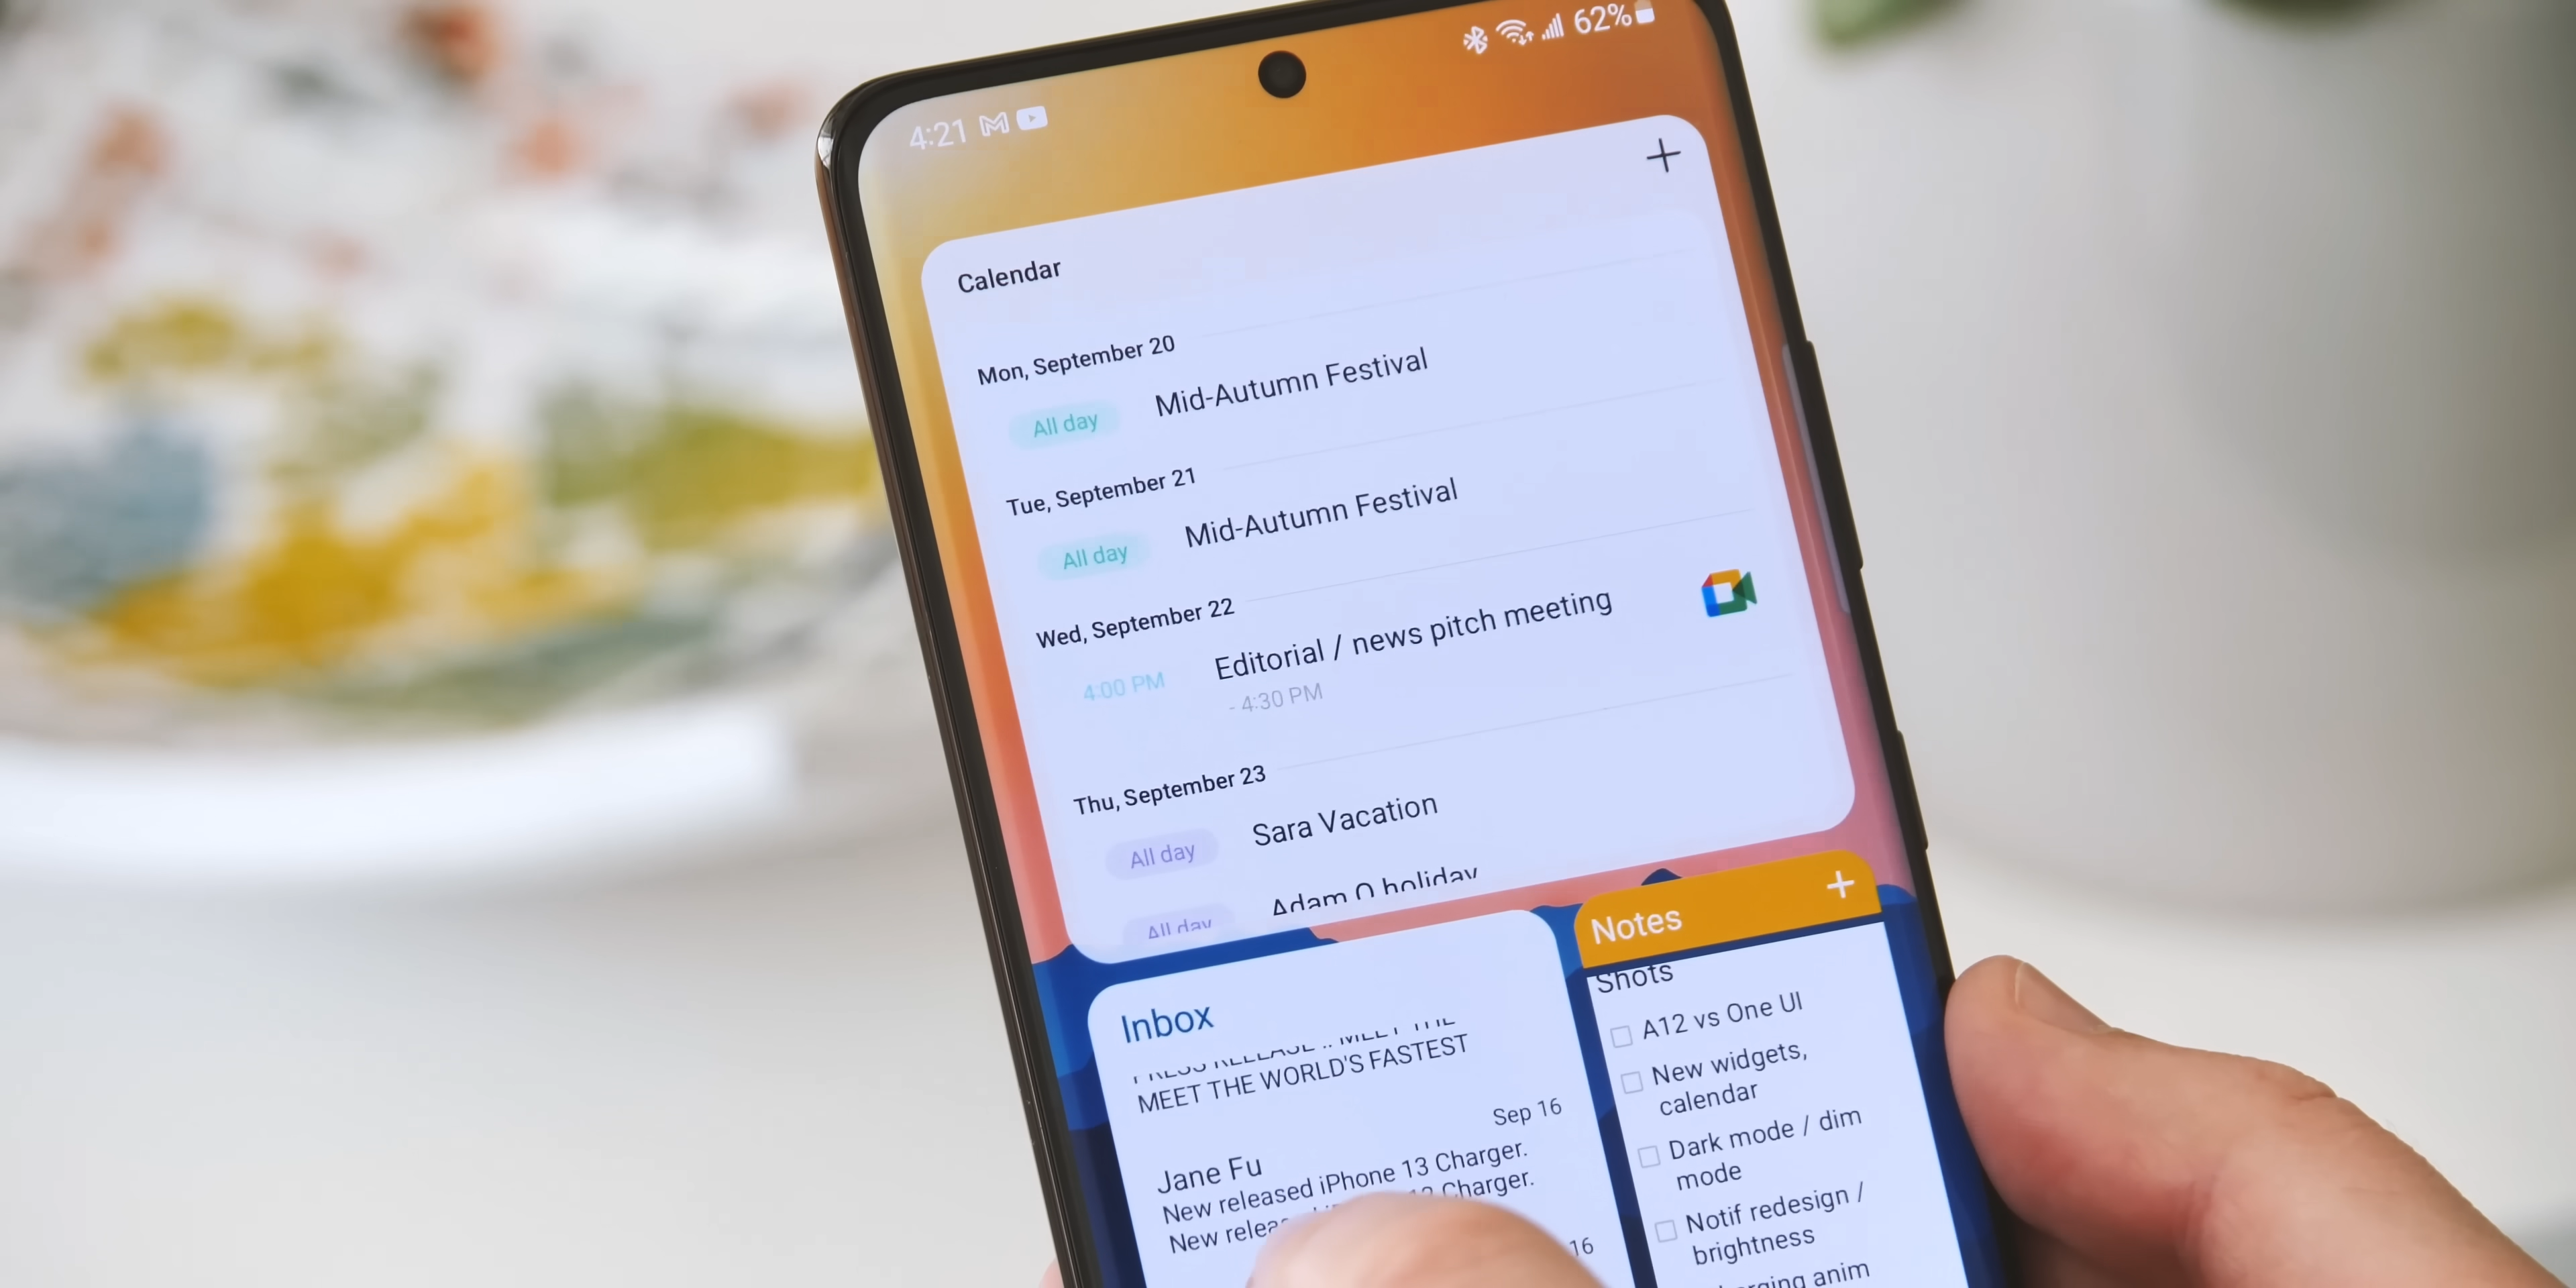 4:21
62%
Calendar
Mon, September 20
All day Mid-Autumn Festival
Tue, September 21
All day Mid-Autumn Festival
Wed, September 22
4:00 PM Editorial / news pitch meeting
- 4:30 PM
Thu, September 23
All day Sara Vacation
All day Adam O holiday
Inbox
PRESS RELEASE :: MEET THE
MEET THE WORLD'S FASTEST
Sep 16
Jane Fu
New released iPhone 13 Charger.
New 13 Charger.
16
Notes
Shots
A12 vs One UI
New widgets,
calendar
Dark mode / dim
mode
Notif redesign /
brightness
anim